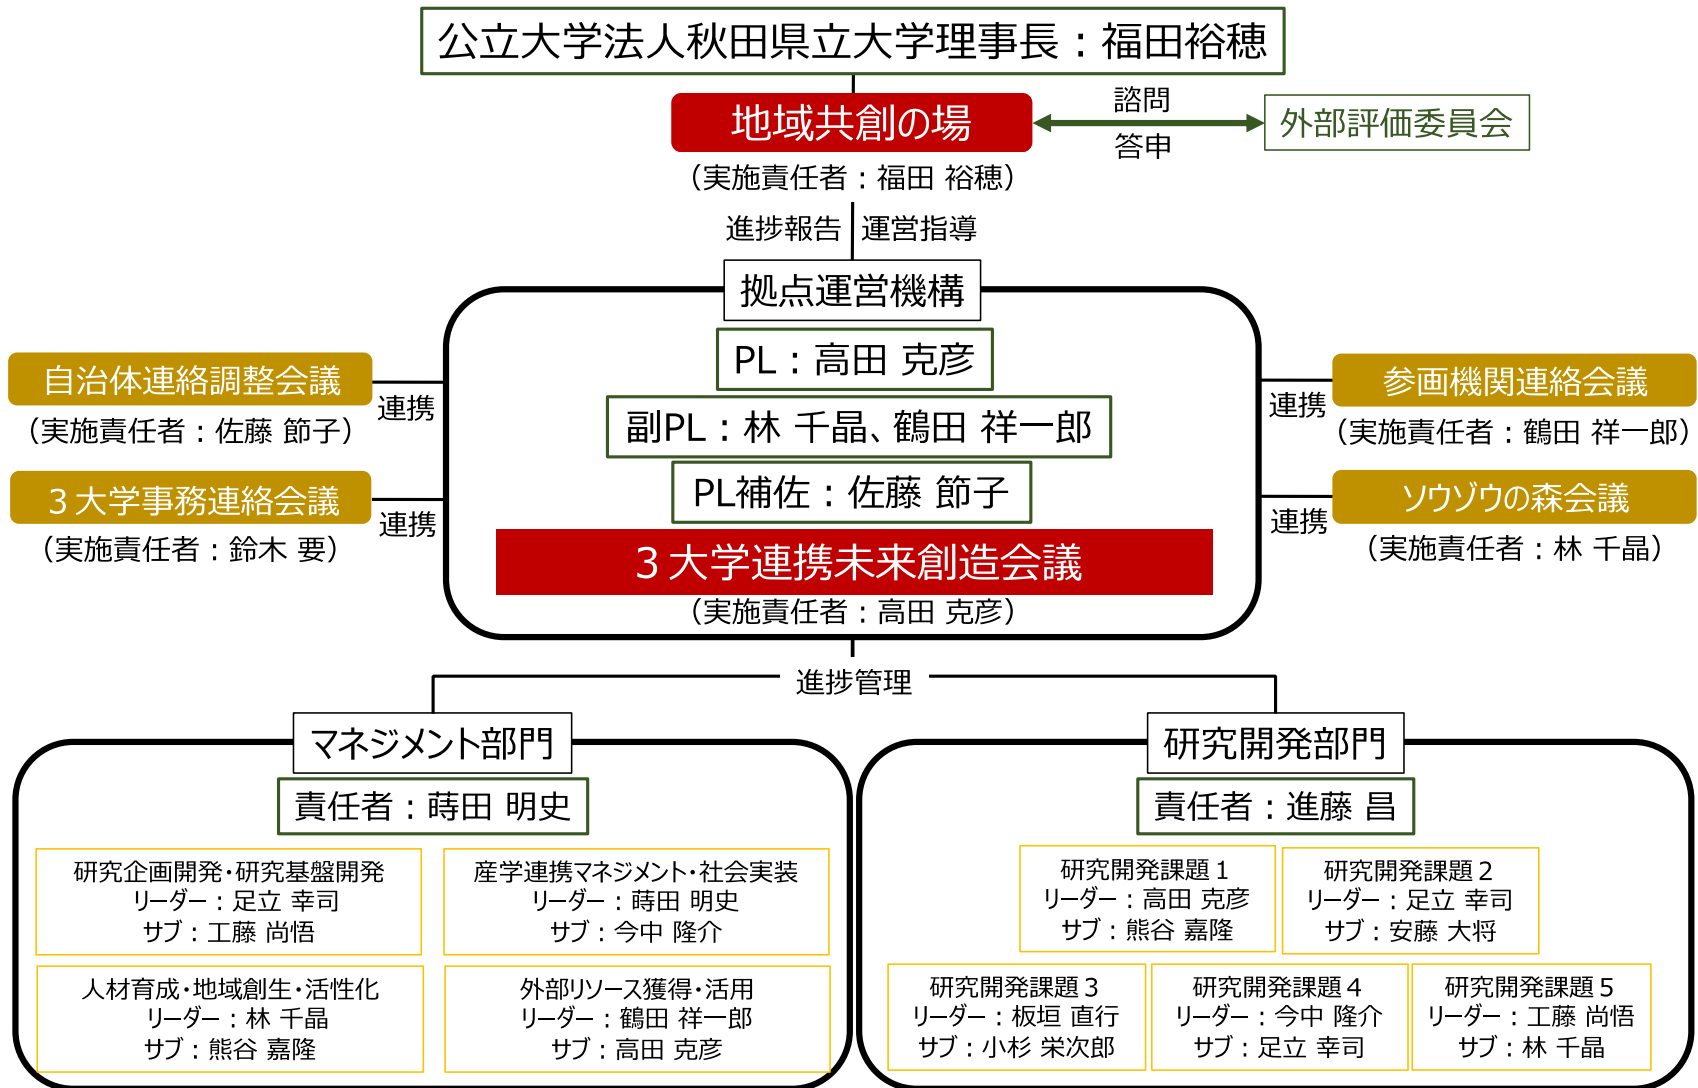 公立大学法人秋田県立大学理事長：福田裕穂
地域共創の場
諮問
答申
外部評価委員会
（実施責任者：福田 裕穂）
進捗報告
運営指導
拠点運営機構
PL：高田 克彦
副PL：林 千晶、鶴田 祥一郎
PL補佐：佐藤 節子
３大学連携未来創造会議
（実施責任者：高田 克彦）
自治体連絡調整会議
連携
（実施責任者：佐藤 節子）
３大学事務連絡会議
連携
（実施責任者：鈴木 要）
参画機関連絡会議
連携
（実施責任者：鶴田 祥一郎）
ソウゾウの森会議
連携
（実施責任者：林 千晶）
進捗管理
マネジメント部門
責任者：蒔田 明史
研究企画開発・研究基盤開発
リーダー：足立 幸司
サブ：工藤 尚悟
産学連携マネジメント・社会実装
リーダー：蒔田 明史
サブ：今中 隆介
人材育成・地域創生・活性化
リーダー：林 千晶
サブ：熊谷 嘉隆
外部リソース獲得・活用
リーダー：鶴田 祥一郎
サブ：高田 克彦
研究開発部門
責任者：進藤 昌
研究開発課題１
リーダー：高田 克彦
サブ：熊谷 嘉隆
研究開発課題２
リーダー：足立 幸司
サブ：安藤 大将
研究開発課題３
リーダー：板垣 直行
サブ：小杉 栄次郎
研究開発課題４
リーダー：今中 隆介
サブ：足立 幸司
研究開発課題５
リーダー：工藤 尚悟
サブ：林 千晶